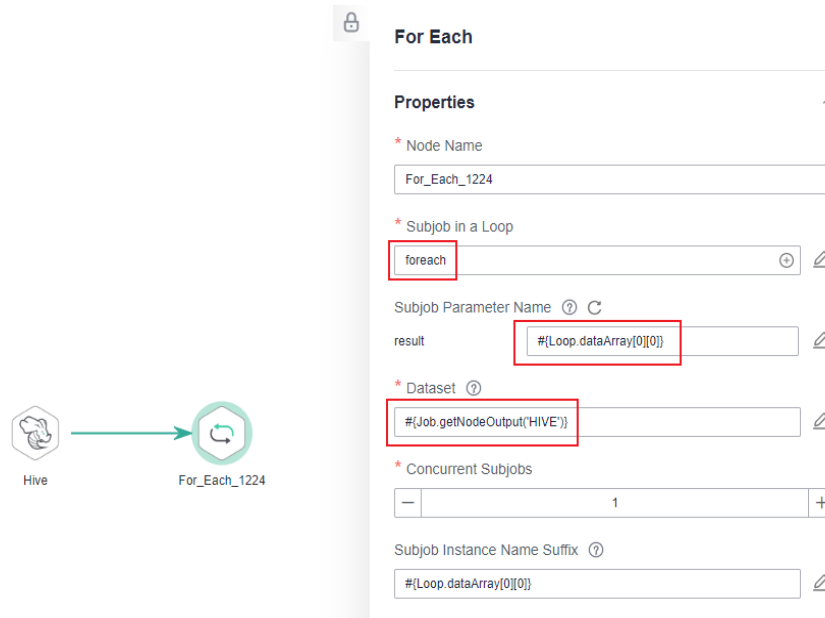 For Each
Properties
* Node Name
For_Each_1224
* Subjob in a Loop
foreach
Subjob Parameter Name
result
#{Loop.dataArray[0][0]}
* Dataset
#{Job.getNodeOutput('HIVE')}
* Concurrent Subjobs
1
Subjob Instance Name Suffix
#{Loop.dataArray[0][0]}
Hive
For_Each_1224